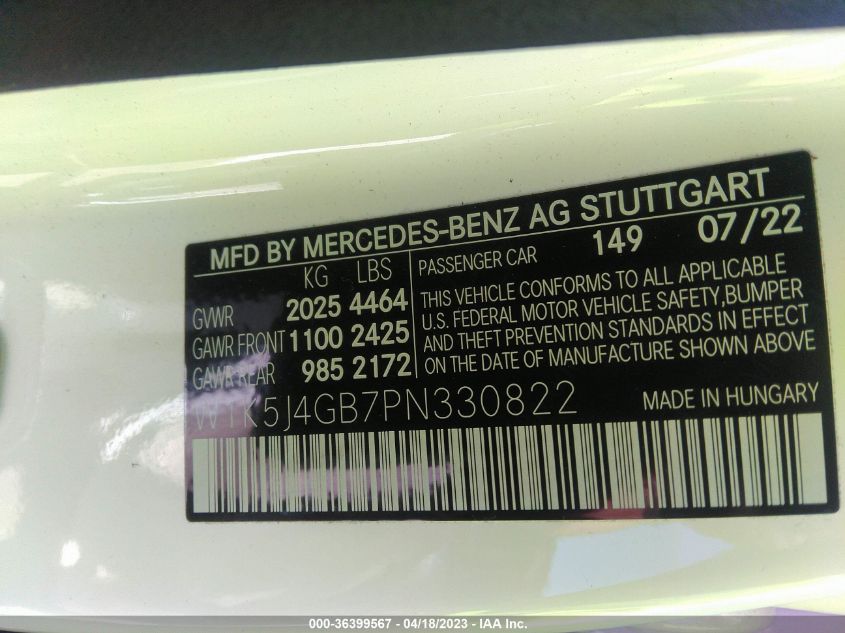 MFD BY MERCEDES-BENZ AG STUTTGART
KG LBS
GVWR 2025 4464
GAWR FRONT 1100 2425
GAWR REAR 985 2172
PASSENGER CAR 149 07/22
THIS VEHICLE CONFORMS TO ALL APPLICABLE
U.S. FEDERAL MOTOR VEHICLE SAFETY, BUMPER
AND THEFT PREVENTION STANDARDS IN EFFECT
ON THE DATE OF MANUFACTURE SHOWN ABOVE
W1K5J4GB7PN330822 MADE IN HUNGARY
000-36399567 - 04/18/2023 - IAA Inc.